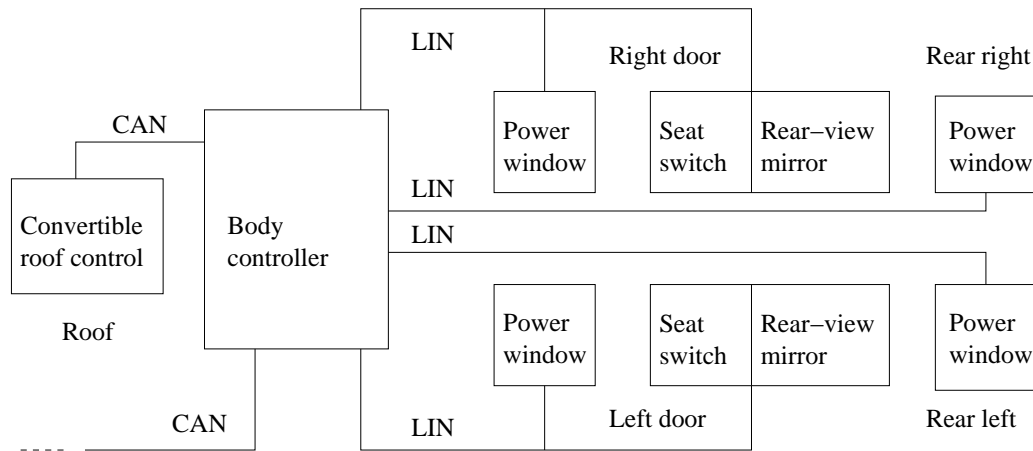 LIN
Right door
Rear right
CAN
Power
window
Seat
switch
Rear−view
mirror
Power
window
LIN
Convertible
roof control
Body
controller
LIN
Roof
Power
window
Seat
switch
Rear−view
mirror
Power
window
CAN
LIN
Left door
Rear left